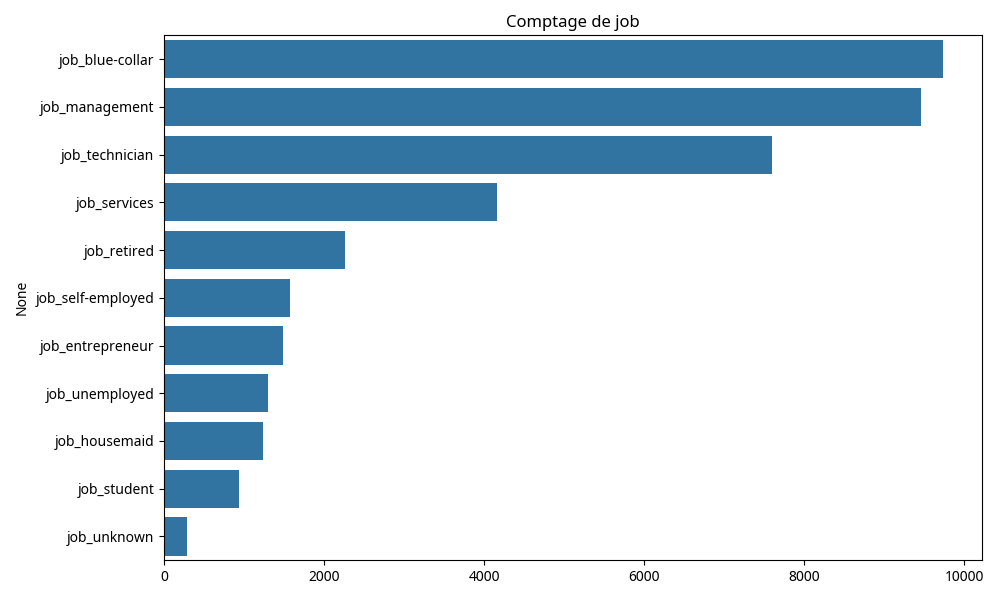 Comptage de job
None
job_blue-collar
job_management
job_technician
job_services
job_retired
job_self-employed
job_entrepreneur
job_unemployed
job_housemaid
job_student
job_unknown
0 2000 4000 6000 8000 10000